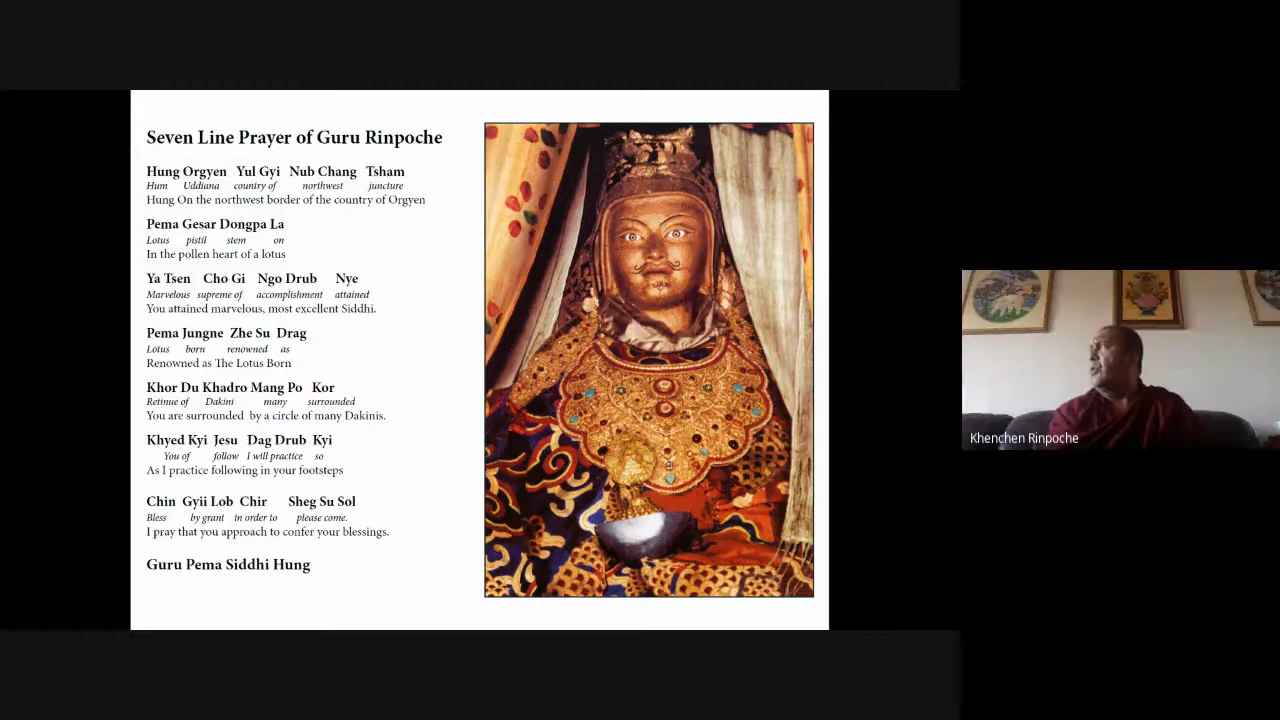 Seven Line Prayer of Guru Rinpoche
Hung Orgyen Yul Gyi Nub Chang Tsham
Hum Uddiana country of northwest juncture
Hung On the northwest border of the country of Orgyen
Pema Gesar Dongpa La
Lotus pistil stem on
In the pollen heart of a lotus
Ya Tsen Cho Gi Ngo Drub Nye
Marvelous supreme of accomplishment attained
You attained marvelous, most excellent Siddhi.
Pema Jungne Zhe Su Drag
Lotus born renowned as
Renowned as The Lotus Born
Khor Du Khadro Mang Po Kor
Retinue of Dakini many surrounded
You are surrounded by a circle of many Dakinis.
Khyed Kyi Jesu Dag Drub Kyi
You of follow I will practice so
As I practice following in your footsteps
Chin Gyii Lob Chir Sheg Su Sol
Bless by grant in order to please come.
I pray that you approach to confer your blessings.
Guru Pema Siddhi Hung
Khenchen Rinpoche